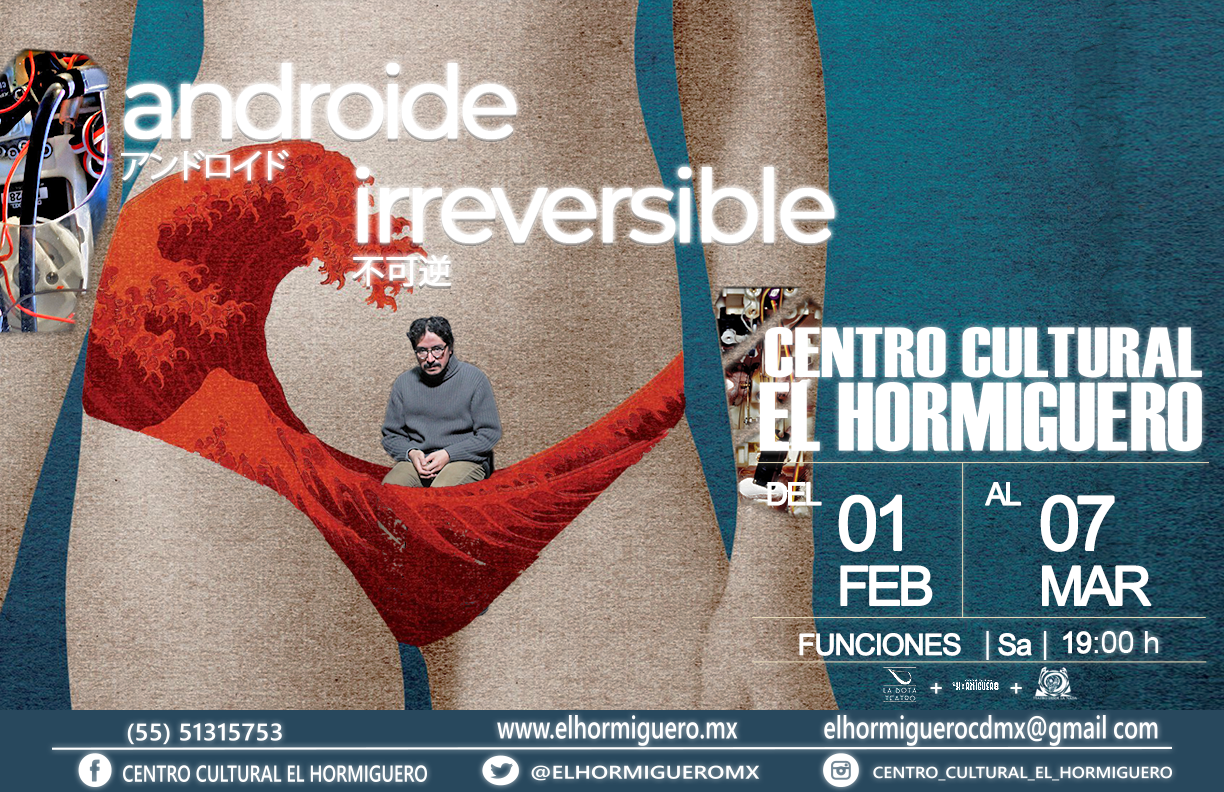 androide
アンドロイド
irreversible
不可逆
CENTRO CULTURAL
EL HORMIGUERO
DEL 01 FEB
AL 07 MAR
FUNCIONES | Sa | 19:00 h
LA BOTA
TEATRO
+
+
(55) 51315753
www.elhormiguero.mx
elhormiguerocdmx@gmail com
CENTRO CULTURAL EL HORMIGUERO
@ELHORMIGUEROMX
CENTRO_CULTURAL_EL_HORMIGUERO